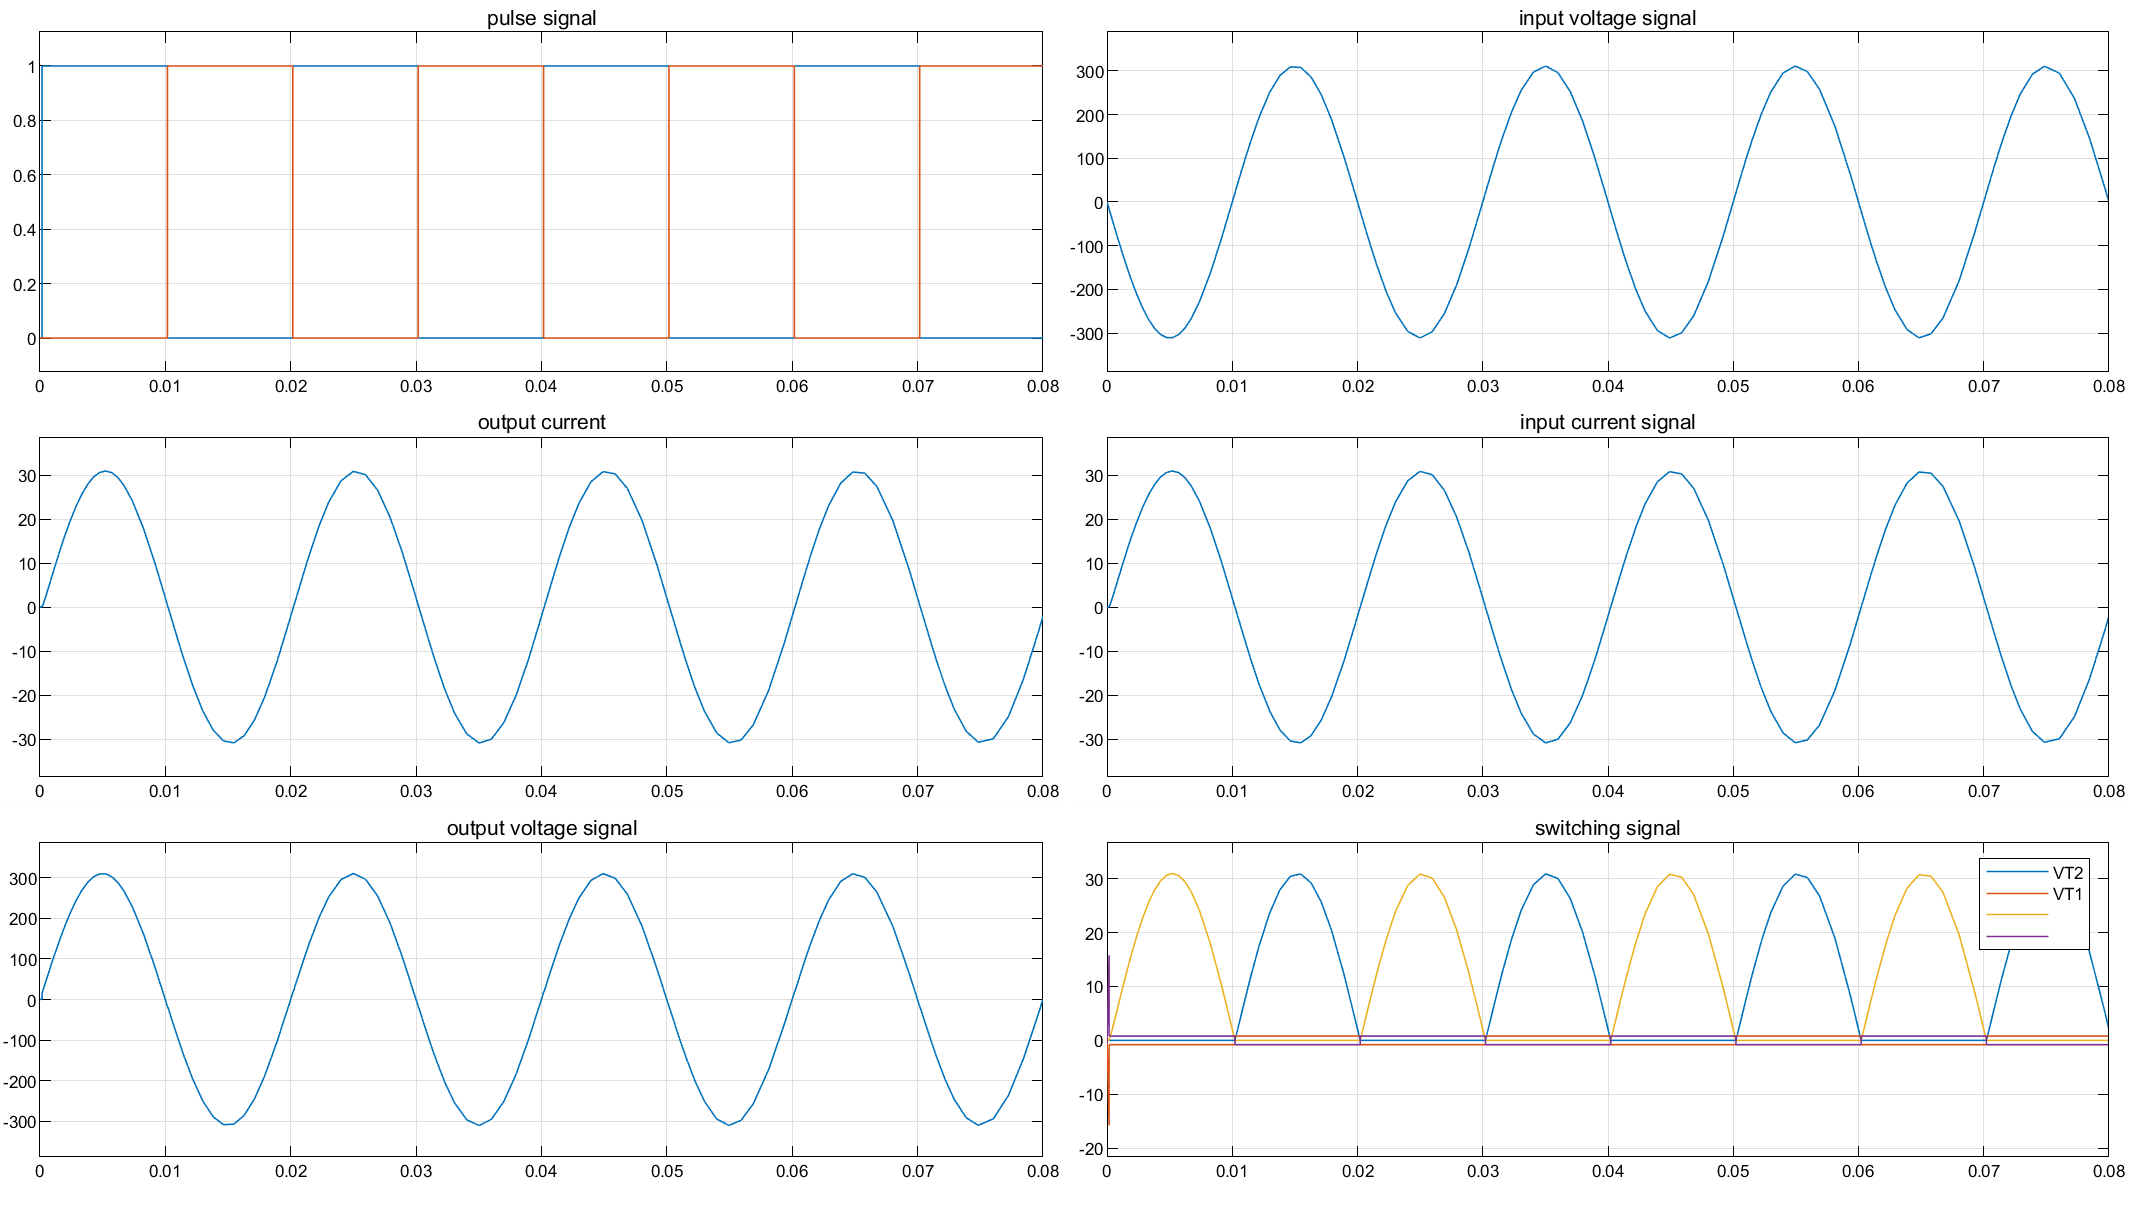 pulse signal
1
0.8
0.6
0.4
0.2
0
0 0.01 0.02 0.03 0.04 0.05 0.06 0.07 0.08
input voltage signal
300
200
100
0
-100
-200
-300
0 0.01 0.02 0.03 0.04 0.05 0.06 0.07 0.08
output current
30
20
10
0
-10
-20
-30
0 0.01 0.02 0.03 0.04 0.05 0.06 0.07 0.08
input current signal
30
20
10
0
-10
-20
-30
0 0.01 0.02 0.03 0.04 0.05 0.06 0.07 0.08
output voltage signal
300
200
100
0
-100
-200
-300
0 0.01 0.02 0.03 0.04 0.05 0.06 0.07 0.08
switching signal
VT2
VT1
30
20
10
0
-10
-20
0 0.01 0.02 0.03 0.04 0.05 0.06 0.07 0.08